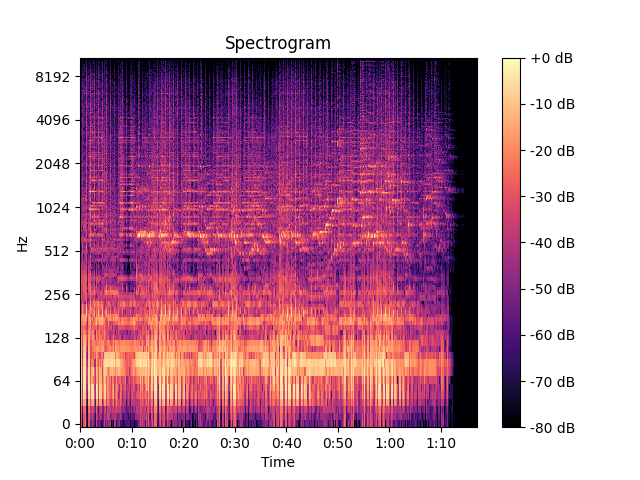 Spectrogram
8192
4096
2048
1024
512
256
128
64
0
Hz
0:00 0:10 0:20 0:30 0:40 0:50 1:00 1:10
Time
+0 dB
-10 dB
-20 dB
-30 dB
-40 dB
-50 dB
-60 dB
-70 dB
-80 dB